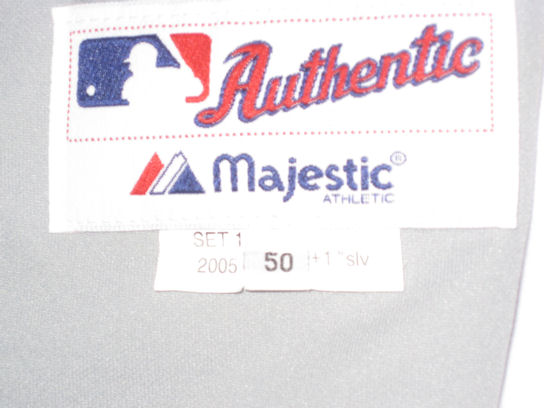 Authentic
Majestic®
ATHLETIC
SET 1
2005 50 +1" slv